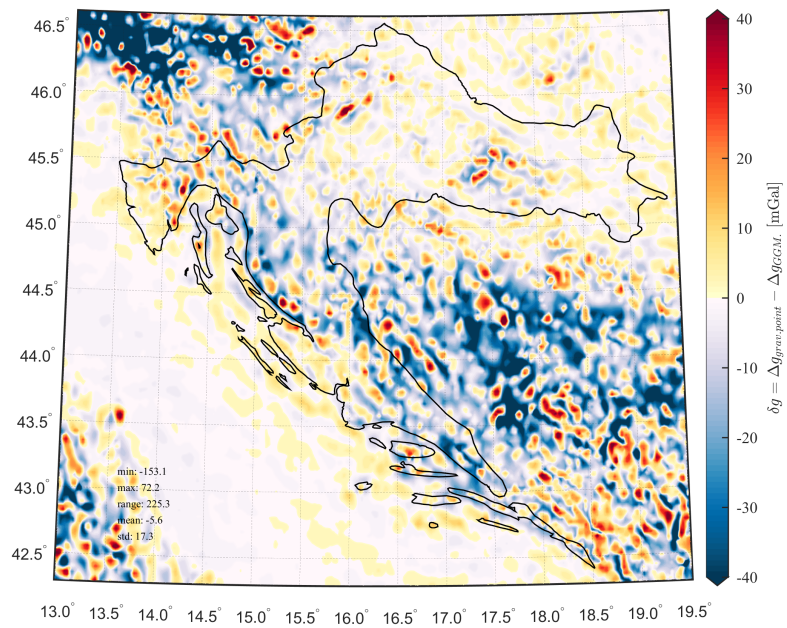 46.5°
46.0°
45.5°
45.0°
44.5°
44.0°
43.5°
43.0°
42.5°
min: -153.1
max: 72.2
range: 225.3
mean: -5.6
std: 17.3
13.0° 13.5° 14.0° 14.5° 15.0° 15.5° 16.0° 16.5° 17.0° 17.5° 18.0° 18.5° 19.0° 19.5°
40
30
20
10
0
-10
-20
-30
-40
δg = Δg_grav.point − Δg_GGM. [mGal]